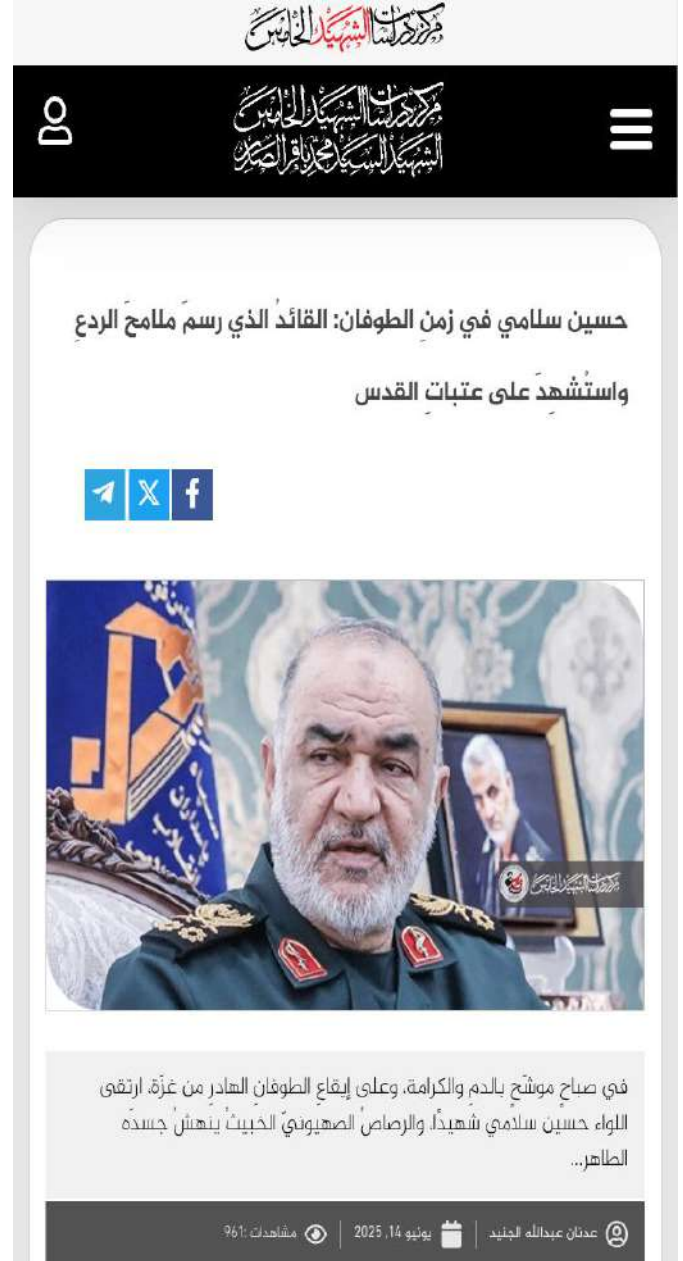 مركز دراسات الشهيد الخامس
مركز دراسات الشهيد الخامس
الشهيد السيد محمد باقر الصدر
حسين سلامي في زمنِ الطوفان: القائدُ الذي رسمَ ملامحَ الردعِ
واستُشهِدَ على عتباتِ القدس
مركز دراسات الشهيد الخامس
في صباحٍ موشّحٍ بالدمِ والكرامة، وعلى إيقاعِ الطوفانِ الهادرِ من غزّة، ارتقى
اللواء حسين سلامي شهيدًا، والرصاصُ الصهيونيّ الخبيثُ ينهشُ جسدَه
الطاهر...
عدنان عبدالله الجنيد
يونيو 14, 2025
مشاهدات :961